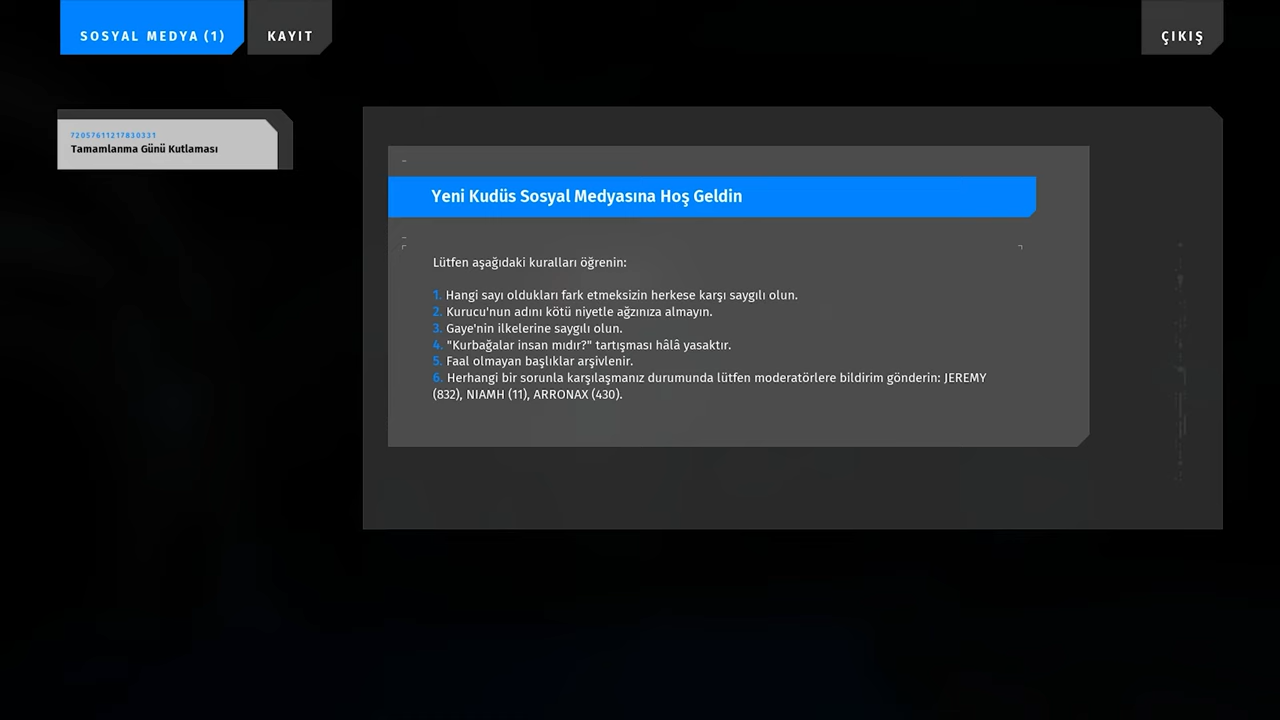 SOSYAL MEDYA (1)
KAYIT
ÇIKIŞ
72057611217830331
Tamamlanma Günü Kutlaması
Yeni Kudüs Sosyal Medyasına Hoş Geldin
Lütfen aşağıdaki kuralları öğrenin:
1. Hangi sayı oldukları fark etmeksizin herkese karşı saygılı olun.
2. Kurucu'nun adını kötü niyetle ağzınıza almayın.
3. Gaye'nin ilkelerine saygılı olun.
4. "Kurbağalar insan mıdır?" tartışması hâlâ yasaktır.
5. Faal olmayan başlıklar arşivlenir.
6. Herhangi bir sorunla karşılaşmanız durumunda lütfen moderatörlere bildirim gönderin: JEREMY
(832), NIAMH (11), ARRONAX (430).